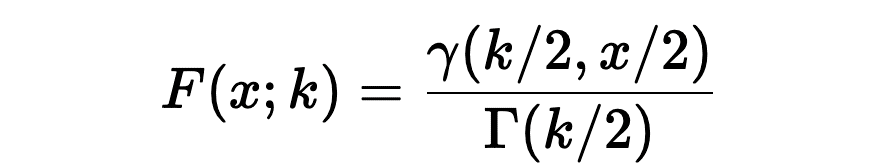 F(x; k) = γ(k/2, x/2) / Γ(k/2)